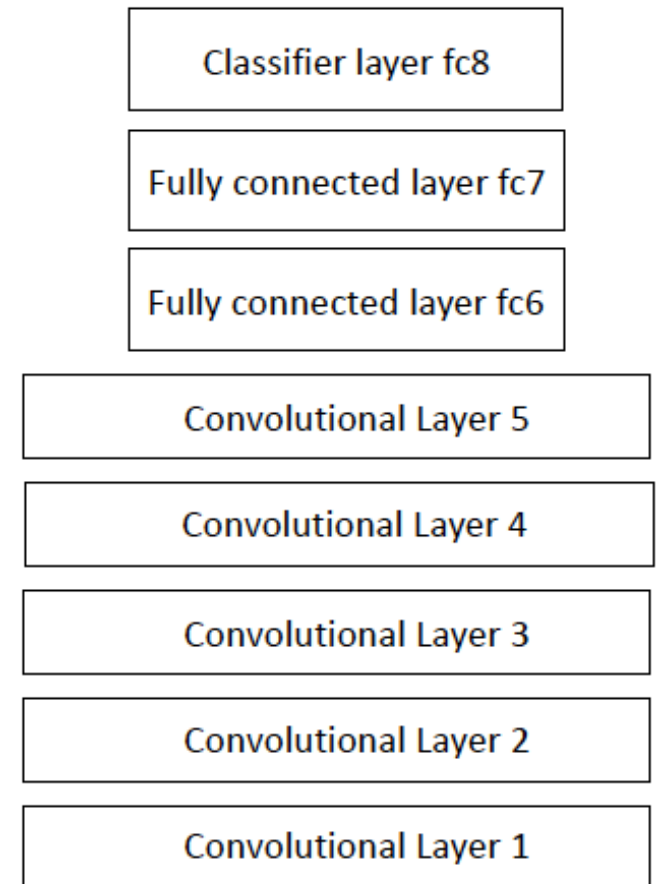 Classifier layer fc8
Fully connected layer fc7
Fully connected layer fc6
Convolutional Layer 5
Convolutional Layer 4
Convolutional Layer 3
Convolutional Layer 2
Convolutional Layer 1